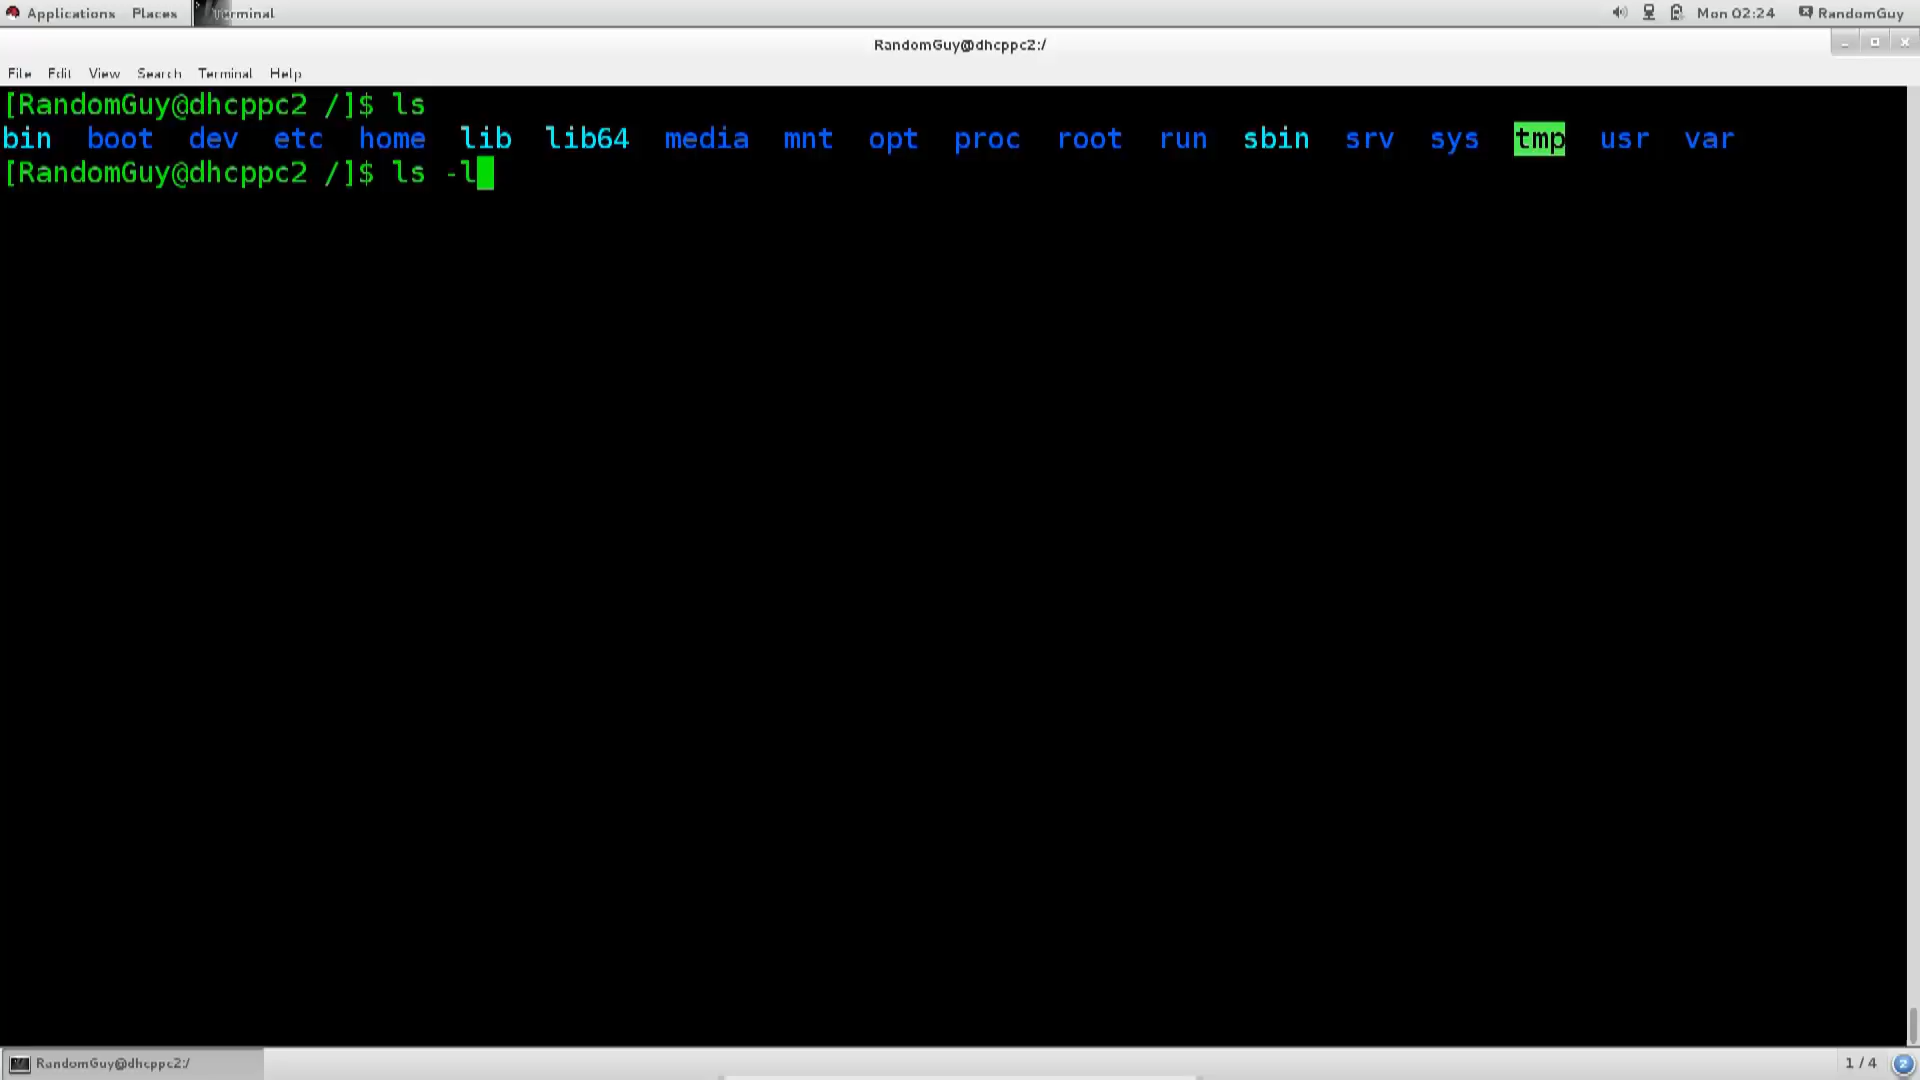 Applications Places Terminal Mon 02:24 RandomGuy
RandomGuy@dhcppc2:/
File Edit View Search Terminal Help
[RandomGuy@dhcppc2 /]$ ls
bin boot dev etc home lib lib64 media mnt opt proc root run sbin srv sys tmp usr var
[RandomGuy@dhcppc2 /]$ ls -l
RandomGuy@dhcppc2:/ 1 / 4 2